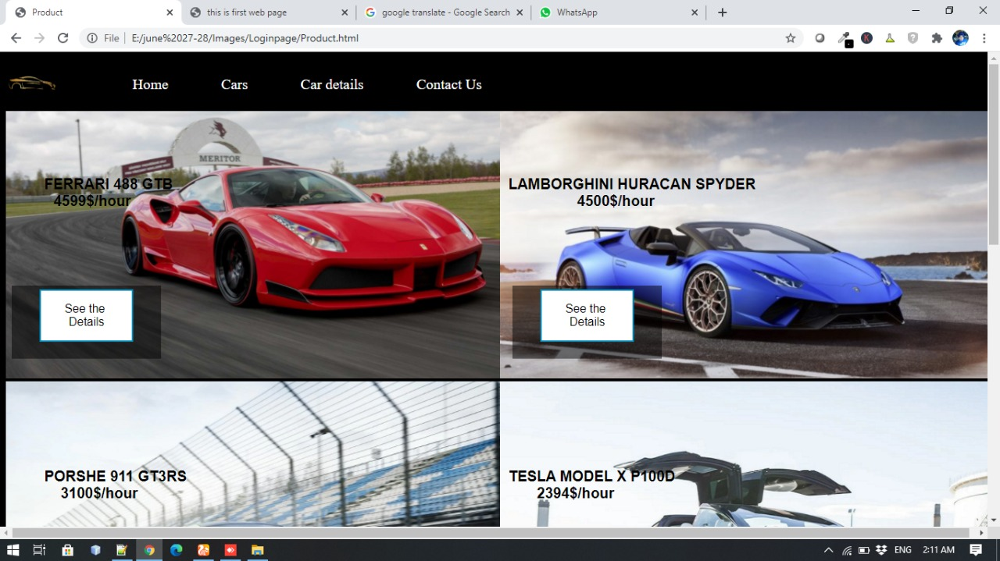 Product
this is first web page
google translate - Google Search
WhatsApp
File
E:/june%2027-28/Images/Loginpage/Product.html
Home
Cars
Car details
Contact Us
MERITOR
FERRARI 488 GTB
4599$/hour
LAMBORGHINI HURACAN SPYDER
4500$/hour
See the
Details
See the
Details
PORSHE 911 GT3RS
3100$/hour
TESLA MODEL X P100D
2394$/hour
ENG
2:11 AM